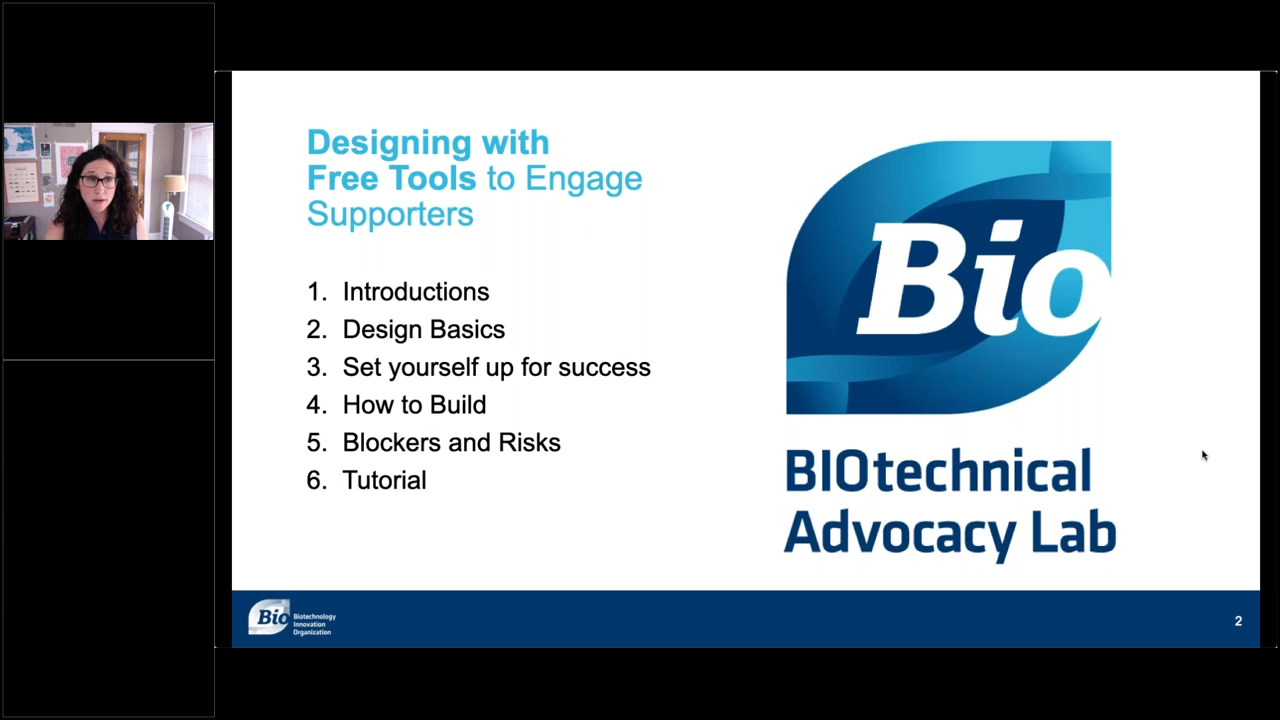 Designing with
Free Tools to Engage
Supporters
1. Introductions
2. Design Basics
3. Set yourself up for success
4. How to Build
5. Blockers and Risks
6. Tutorial
Bio
BIOtechnical
Advocacy Lab
Bio
Biotechnology
Innovation
Organization
2